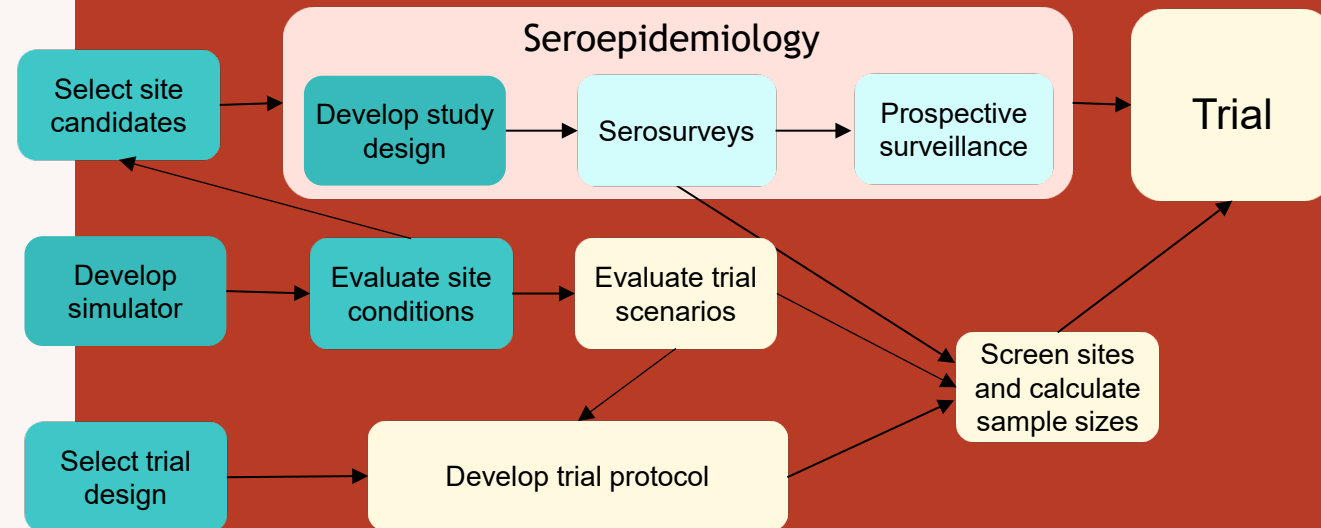 Seroepidemiology
Select site
candidates
Develop study
design
Serosurveys
Prospective
surveillance
Trial
Develop
simulator
Evaluate site
conditions
Evaluate trial
scenarios
Screen sites
and calculate
sample sizes
Select trial
design
Develop trial protocol